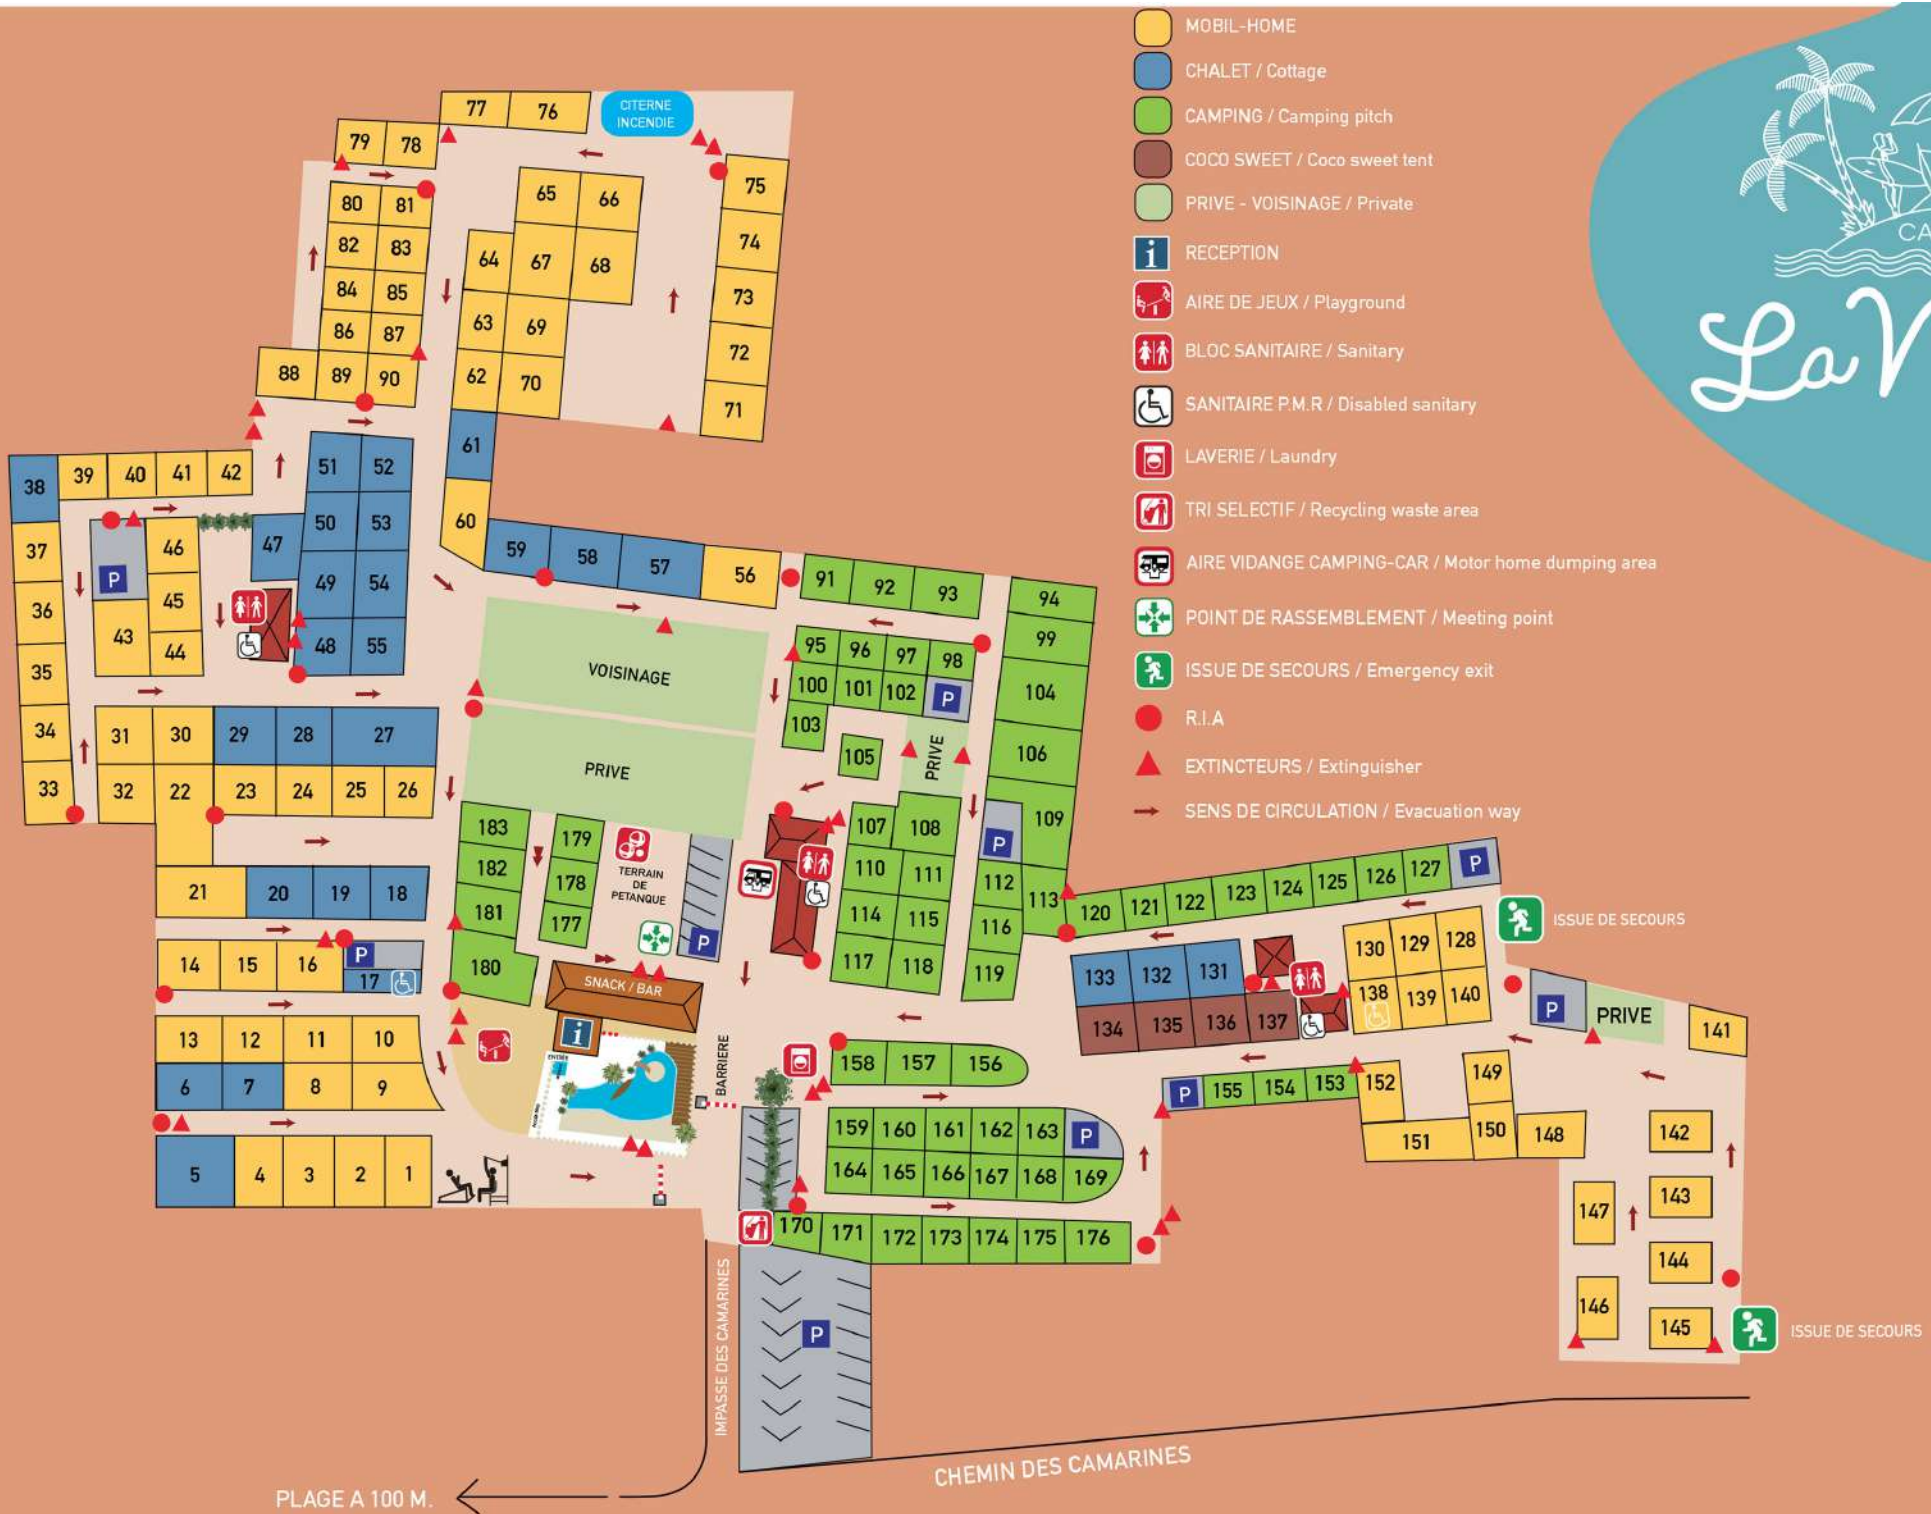 MOBIL-HOME
CHALET / Cottage
CAMPING / Camping pitch
COCO SWEET / Coco sweet tent
PRIVE - VOISINAGE / Private
i RECEPTION
AIRE DE JEUX / Playground
BLOC SANITAIRE / Sanitary
SANITAIRE P.M.R / Disabled sanitary
LAVERIE / Laundry
TRI SELECTIF / Recycling waste area
AIRE VIDANGE CAMPING-CAR / Motor home dumping area
POINT DE RASSEMBLEMENT / Meeting point
ISSUE DE SECOURS / Emergency exit
R.I.A
EXTINCTEURS / Extinguisher
SENS DE CIRCULATION / Evacuation way
CA
La V
77 76
CITERNE
INCENDIE
79 78
80 81
82 83
84 85
86 87
88 89 90
65 66
64 67 68
63 69
62 70
61
60
75
74
73
72
71
51 52
50 53
47
49 54
48 55
38 39 40 41 42
37
36
35
34
33
P
46
45
43
44
59 58 57 56
91 92 93
94
99
104
106
109
95 96 97 98
100 101 102 P
103
105
PRIVE
VOISINAGE
PRIVE
31 30 29 28 27
32 22 23 24 25 26
21 20 19 18
14 15 16 P
17
13 12 11 10
6 7 8 9
5 4 3 2 1
183
182
181
180
179
178
177
TERRAIN
DE
PETANQUE
P
SNACK / BAR
i
ENTRÉE
BARRIERE
107 108
110 111
114 115
117 118
P
112
113
116
119
120 121 122 123 124 125 126 127 P
ISSUE DE SECOURS
133 132 131
134 135 136 137
130 129 128
138 139 140
P PRIVE
141
158 157 156
P 155 154 153 152
149
151 150 148
159 160 161 162 163 P
164 165 166 167 168 169
170 171 172 173 174 175 176
142
143
147
144
146
145
ISSUE DE SECOURS
P
IMPASSE DES CAMARINES
CHEMIN DES CAMARINES
PLAGE A 100 M.